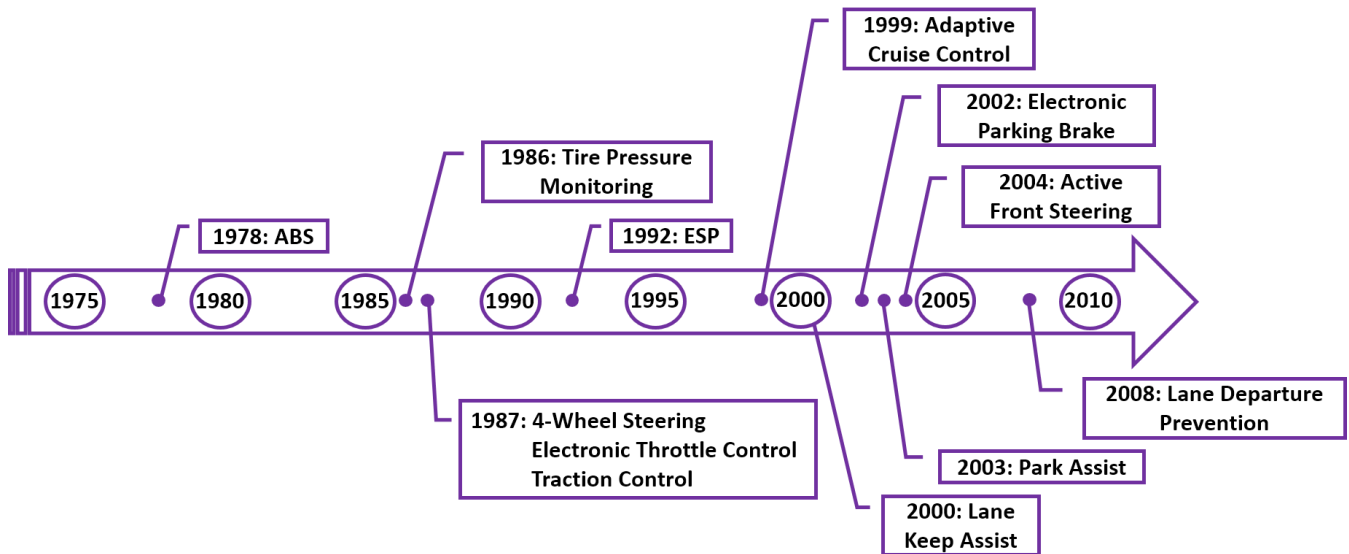 1999: Adaptive
Cruise Control
2002: Electronic
Parking Brake
1986: Tire Pressure
Monitoring
2004: Active
Front Steering
1978: ABS
1992: ESP
1975
1980
1985
1990
1995
2000
2005
2010
1987: 4-Wheel Steering
Electronic Throttle Control
Traction Control
2008: Lane Departure
Prevention
2003: Park Assist
2000: Lane
Keep Assist